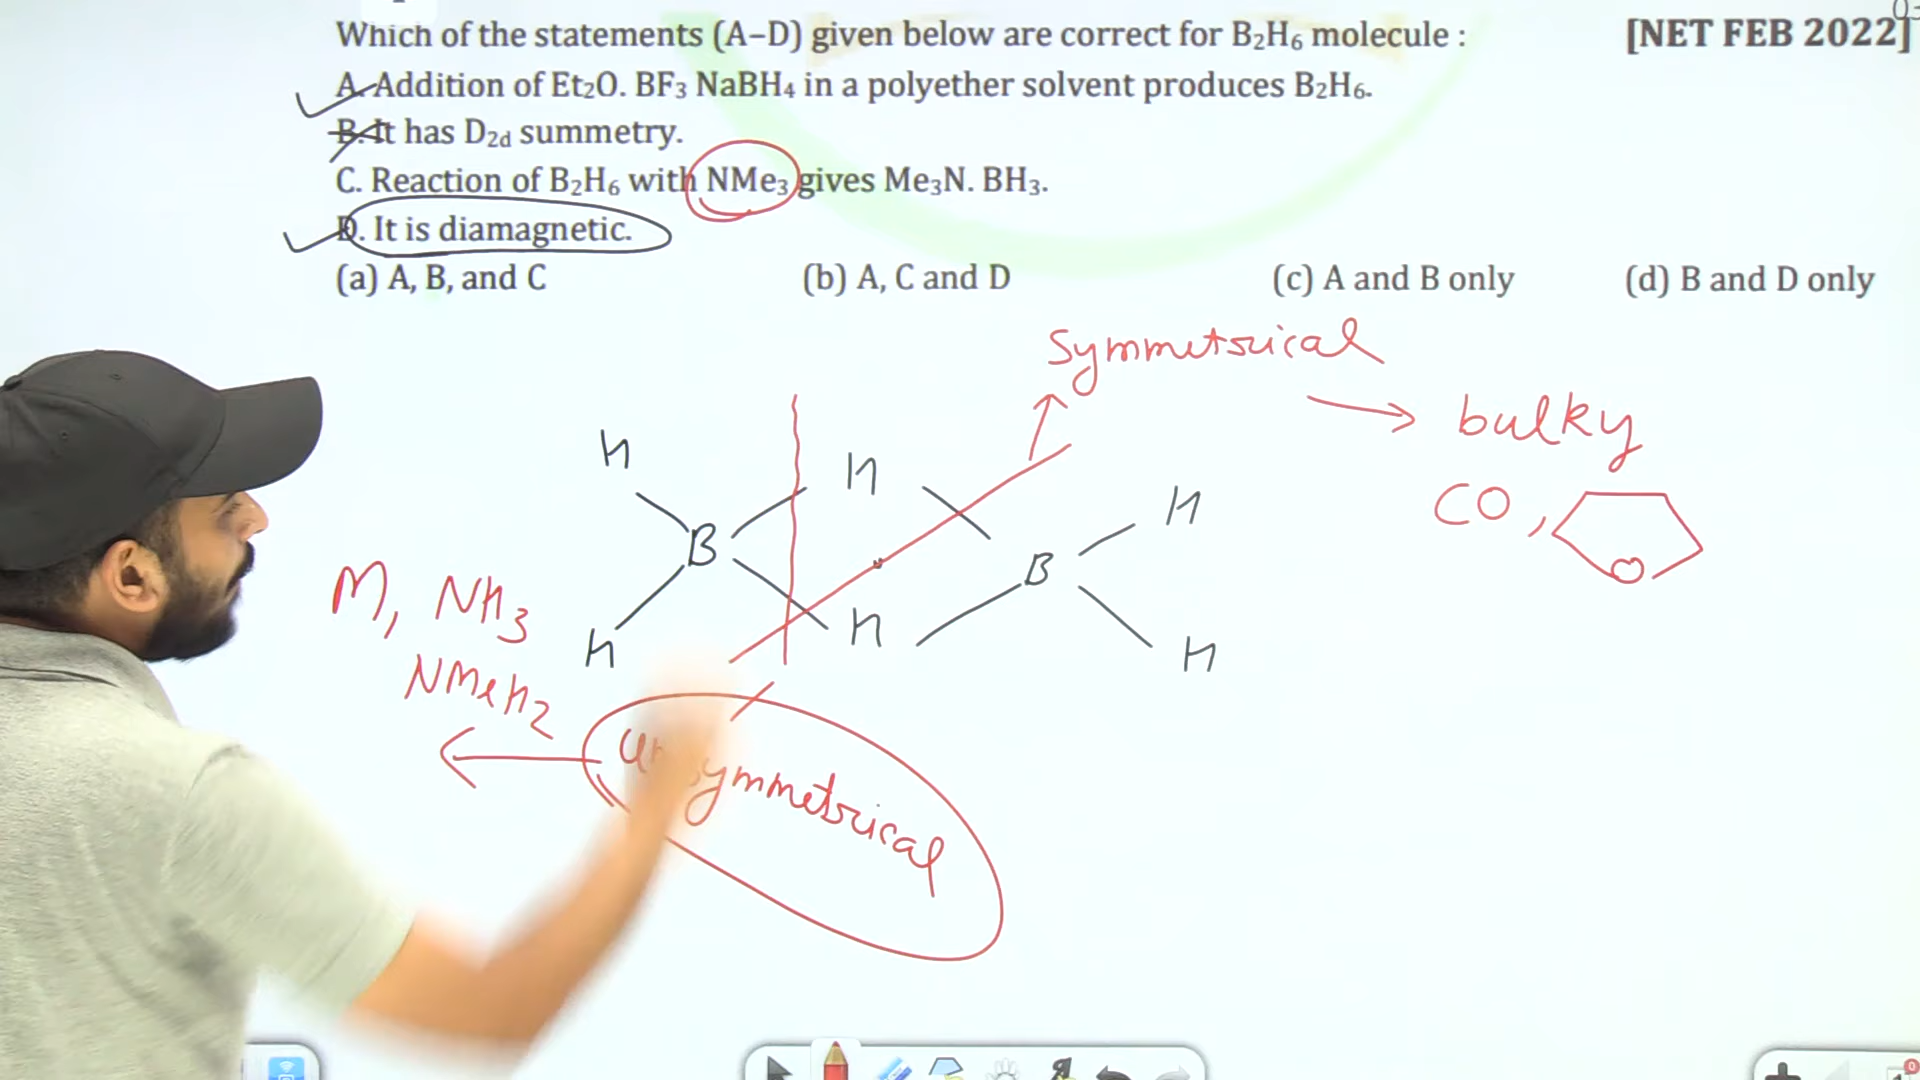 Which of the statements (A–D) given below are correct for B₂H₆ molecule : [NET FEB 2022]
A. Addition of Et₂O. BF₃ NaBH₄ in a polyether solvent produces B₂H₆.
B. It has D₂d summetry.
C. Reaction of B₂H₆ with NMe₃ gives Me₃N. BH₃.
D. It is diamagnetic.
(a) A, B, and C (b) A, C and D (c) A and B only (d) B and D only
Symmetrical
bulky
H H H
CO, O
B B
M, NH₃
H H H
NMeH₂
Unsymmetrical